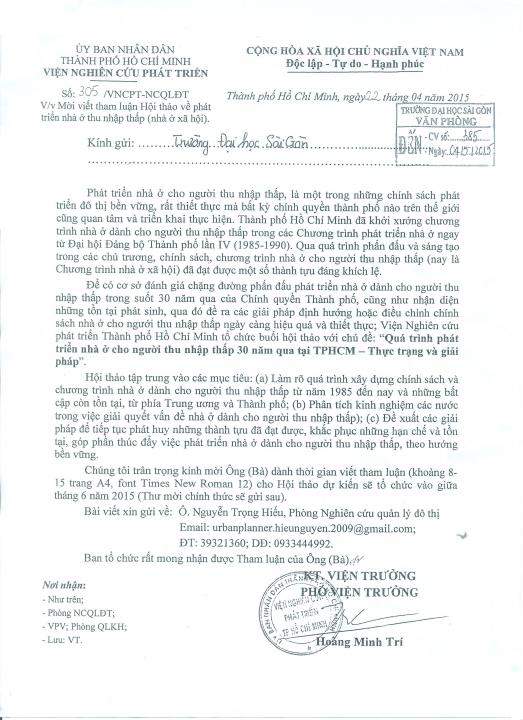 ỦY BAN NHÂN DÂN
THÀNH PHỐ HỒ CHÍ MINH
VIỆN NGHIÊN CỨU PHÁT TRIỂN
CỘNG HÒA XÃ HỘI CHỦ NGHĨA VIỆT NAM
Độc lập - Tự do - Hạnh phúc
Số: 305 /VNCPT-NCQLĐT
V/v Mời viết tham luận Hội thảo về phát
triển nhà ở thu nhập thấp (nhà ở xã hội).
Thành phố Hồ Chí Minh, ngày 22 tháng 04 năm 2015
TRƯỜNG ĐẠI HỌC SÀI GÒN
VĂN PHÒNG
ĐẾN
- CV số: 385
- Ngày: 04.15.1.2015
Kính gửi: Trường Đại học Sài Gòn
Phát triển nhà ở cho người thu nhập thấp, là một trong những chính sách phát
triển đô thị bền vững, rất thiết thực mà bất kỳ chính quyền thành phố nào trên thế giới
cũng quan tâm và triển khai thực hiện. Thành phố Hồ Chí Minh đã khởi xướng chương
trình nhà ở dành cho người thu nhập thấp trong các Chương trình phát triển nhà ở ngay
từ Đại hội Đảng bộ Thành phố lần IV (1985-1990). Qua quá trình phấn đấu và sáng tạo
trong các chủ trương, chính sách, chương trình nhà ở cho người thu nhập thấp (nay là
Chương trình nhà ở xã hội) đã đạt được một số thành tựu đáng khích lệ.
Để có cơ sở đánh giá chặng đường phấn đấu phát triển nhà ở dành cho người thu
nhập thấp trong suốt 30 năm qua của Chính quyền Thành phố, cũng như nhận diện
những tồn tại phát sinh, qua đó đề ra các giải pháp định hướng hoặc điều chỉnh chính
sách nhà ở cho người thu nhập thấp ngày càng hiệu quả và thiết thực; Viện Nghiên cứu
phát triển Thành phố Hồ Chí Minh tổ chức buổi hội thảo với chủ đề: “Quá trình phát
triển nhà ở cho người thu nhập thấp 30 năm qua tại TPHCM – Thực trạng và giải
pháp”.
Hội thảo tập trung vào các mục tiêu: (a) Làm rõ quá trình xây dựng chính sách và
chương trình nhà ở dành cho người thu nhập thấp từ năm 1985 đến nay và những bất
cập còn tồn tại, từ phía Trung ương và Thành phố; (b) Phân tích kinh nghiệm các nước
trong việc giải quyết vấn đề nhà ở dành cho người thu nhập thấp; (c) Đề xuất các giải
pháp để tiếp tục phát huy những thành tựu đã đạt được, khắc phục những hạn chế và tồn
tại, góp phần thúc đẩy việc phát triển nhà ở dành cho người thu nhập thấp, theo hướng
bền vững.
Chúng tôi trân trọng kính mời Ông (Bà) dành thời gian viết tham luận (khoảng 8-
15 trang A4, font Times New Roman 12) cho Hội thảo dự kiến sẽ tổ chức vào giữa
tháng 6 năm 2015 (Thư mời chính thức sẽ gửi sau).
Bài viết xin gửi về: Ô. Nguyễn Trọng Hiếu, Phòng Nghiên cứu quản lý đô thị
Email: urbanplanner.hieunguyen.2009@gmail.com;
ĐT: 39321360; DĐ: 0933444992.
Ban tổ chức rất mong nhận được Tham luận của Ông (Bà).
Nơi nhận:
- Như trên;
- Phòng NCQLĐT;
- VPV; Phòng QLKH;
- Lưu: VT.
KT. VIỆN TRƯỞNG
PHÓ VIỆN TRƯỞNG
VIỆN NGHIÊN CỨU
PHÁT TRIỂN
TP HỒ CHÍ MINH
Hoàng Minh Trí